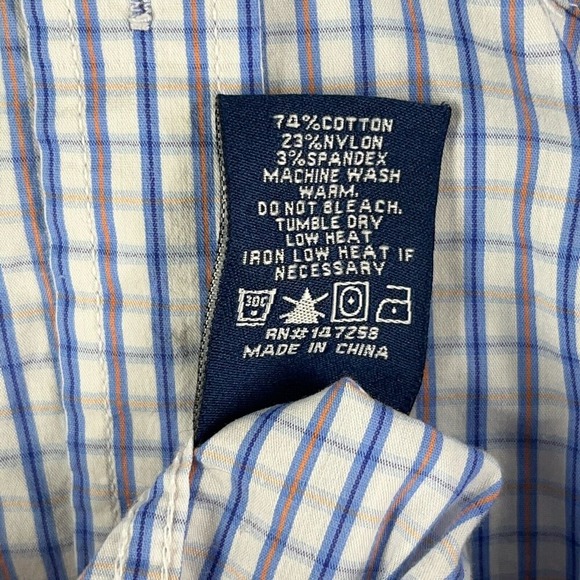 74%COTTON
23%NYLON
3%SPANDEX
MACHINE WASH
WARM.
DO NOT BLEACH.
TUMBLE DRY
LOW HEAT
IRON LOW HEAT IF
NECESSARY
30C
RN#147258
MADE IN CHINA